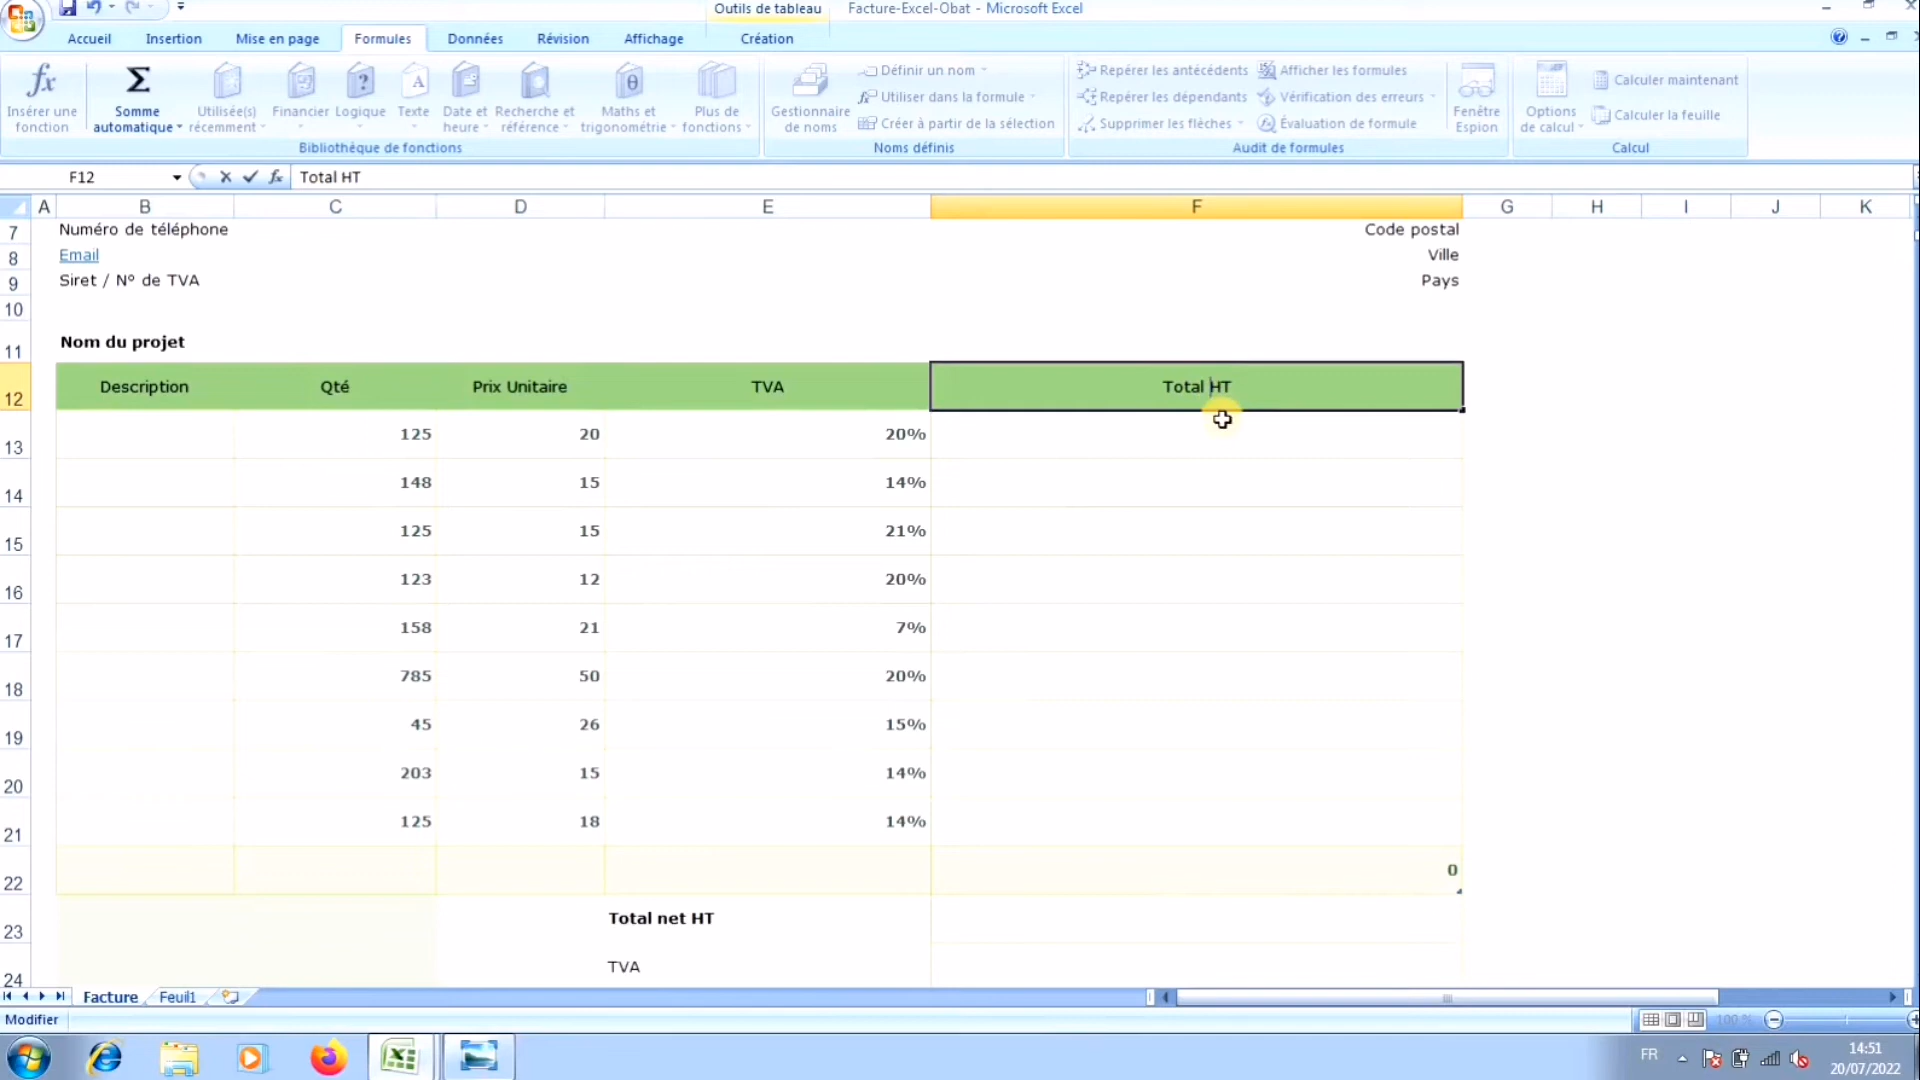 Outils de tableau Facture-Excel-Obat - Microsoft Excel
Accueil Insertion Mise en page Formules Données Révision Affichage Création
Insérer une fonction
Somme automatique
Utilisée(s) récemment
Financier
Logique
Texte
Date et heure
Recherche et référence
Maths et trigonométrie
Plus de fonctions
Bibliothèque de fonctions
Gestionnaire de noms
Définir un nom
Utiliser dans la formule
Créer à partir de la sélection
Noms définis
Repérer les antécédents
Repérer les dépendants
Supprimer les flèches
Afficher les formules
Vérification des erreurs
Évaluation de formule
Audit de formules
Fenêtre Espion
Options de calcul
Calculer maintenant
Calculer la feuille
Calcul
F12 fx Total HT
A B C D E F G H I J K
7 Numéro de téléphone Code postal
8 Email Ville
9 Siret / Nº de TVA Pays
10
11 Nom du projet
12 Description Qté Prix Unitaire TVA Total HT
13 125 20 20%
14 148 15 14%
15 125 15 21%
16 123 12 20%
17 158 21 7%
18 785 50 20%
19 45 26 15%
20 203 15 14%
21 125 18 14%
22 0
23 Total net HT
24 TVA
Facture Feuil1
Modifier 100 %
FR 14:51
20/07/2022